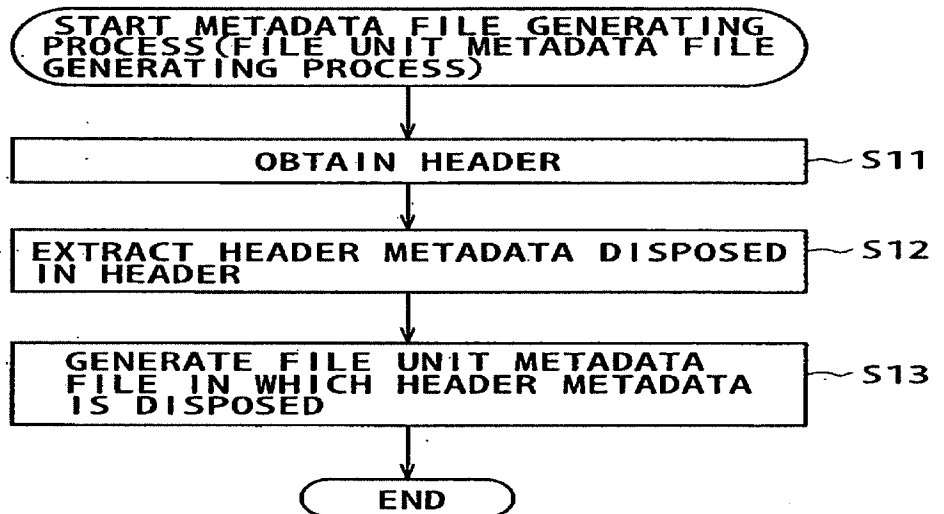 START METADATA FILE GENERATING
PROCESS(FILE UNIT METADATA FILE
GENERATING PROCESS)
OBTAIN HEADER
S11
EXTRACT HEADER METADATA DISPOSED
IN HEADER
S12
GENERATE FILE UNIT METADATA
FILE IN WHICH HEADER METADATA
IS DISPOSED
S13
END